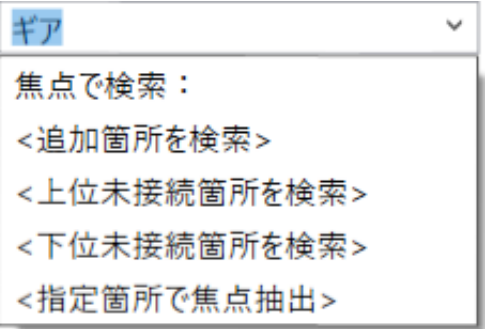 ギア
焦点で検索：
<追加箇所を検索>
<上位未接続箇所を検索>
<下位未接続箇所を検索>
<指定箇所で焦点抽出>